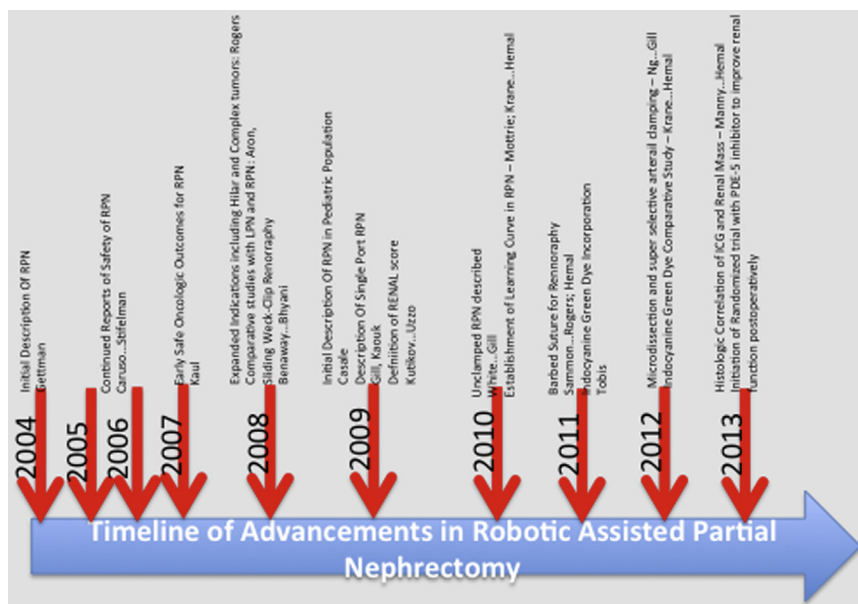 Initial Description Of RPN
Gettman
2004
2005
Continued Reports of Safety of RPN
Caruso...Stifelman
2006
Early Safe Oncologic Outcomes for RPN
Kaul
2007
Expanded Indications including Hilar and Complex tumors: Rogers
Comparative studies with LPN and RPN: Aron,
Sliding Weck-Clip Renorraphy
Benaway...Bhyani
2008
Initial Description Of RPN in Pediatric Population
Casale
Description Of Single Port RPN
Gill, Kaouk
Defniition of RENAL score
Kutikov...Uzzo
2009
Unclamped RPN described
White...Gill
Establishment of Learning Curve in RPN – Mottrie; Krane...Hemal
2010
Barbed Suture for Rennoraphy
Sammon...Rogers; Hemal
Indocyanine Green Dye Incorporation
Tobis
2011
Microdissection and super selective arterail clamping – Ng...Gill
Indocyanine Green Dye Comparative Study – Krane...Hemal
2012
Histologic Correlation of ICG and Renal Mass – Manny...Hemal
Initiation of Randomized trial with PDE-5 inhibitor to improve renal
function postoperatively
2013
Timeline of Advancements in Robotic Assisted Partial
Nephrectomy